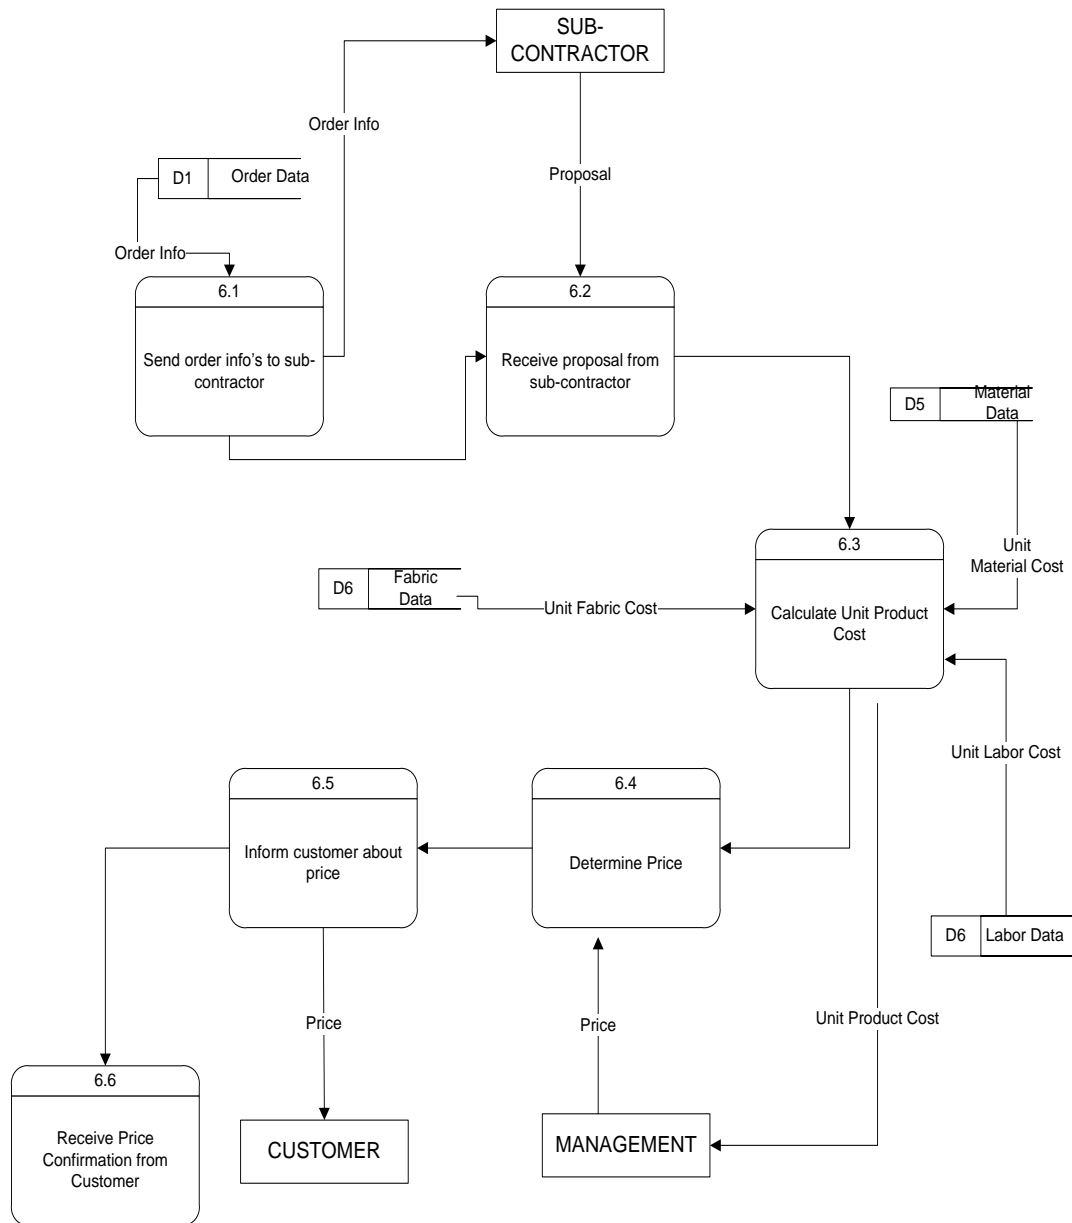 SUB-
CONTRACTOR
Order Info
D1
Order Data
Proposal
Order Info
6.1
Send order info's to sub-
contractor
6.2
Receive proposal from
sub-contractor
D5
Material
Data
6.3
Calculate Unit Product
Cost
Unit
Material Cost
D6
Fabric
Data
Unit Fabric Cost
Unit Labor Cost
6.5
Inform customer about
price
6.4
Determine Price
D6
Labor Data
Price
Price
Unit Product Cost
6.6
Receive Price
Confirmation from
Customer
CUSTOMER
MANAGEMENT